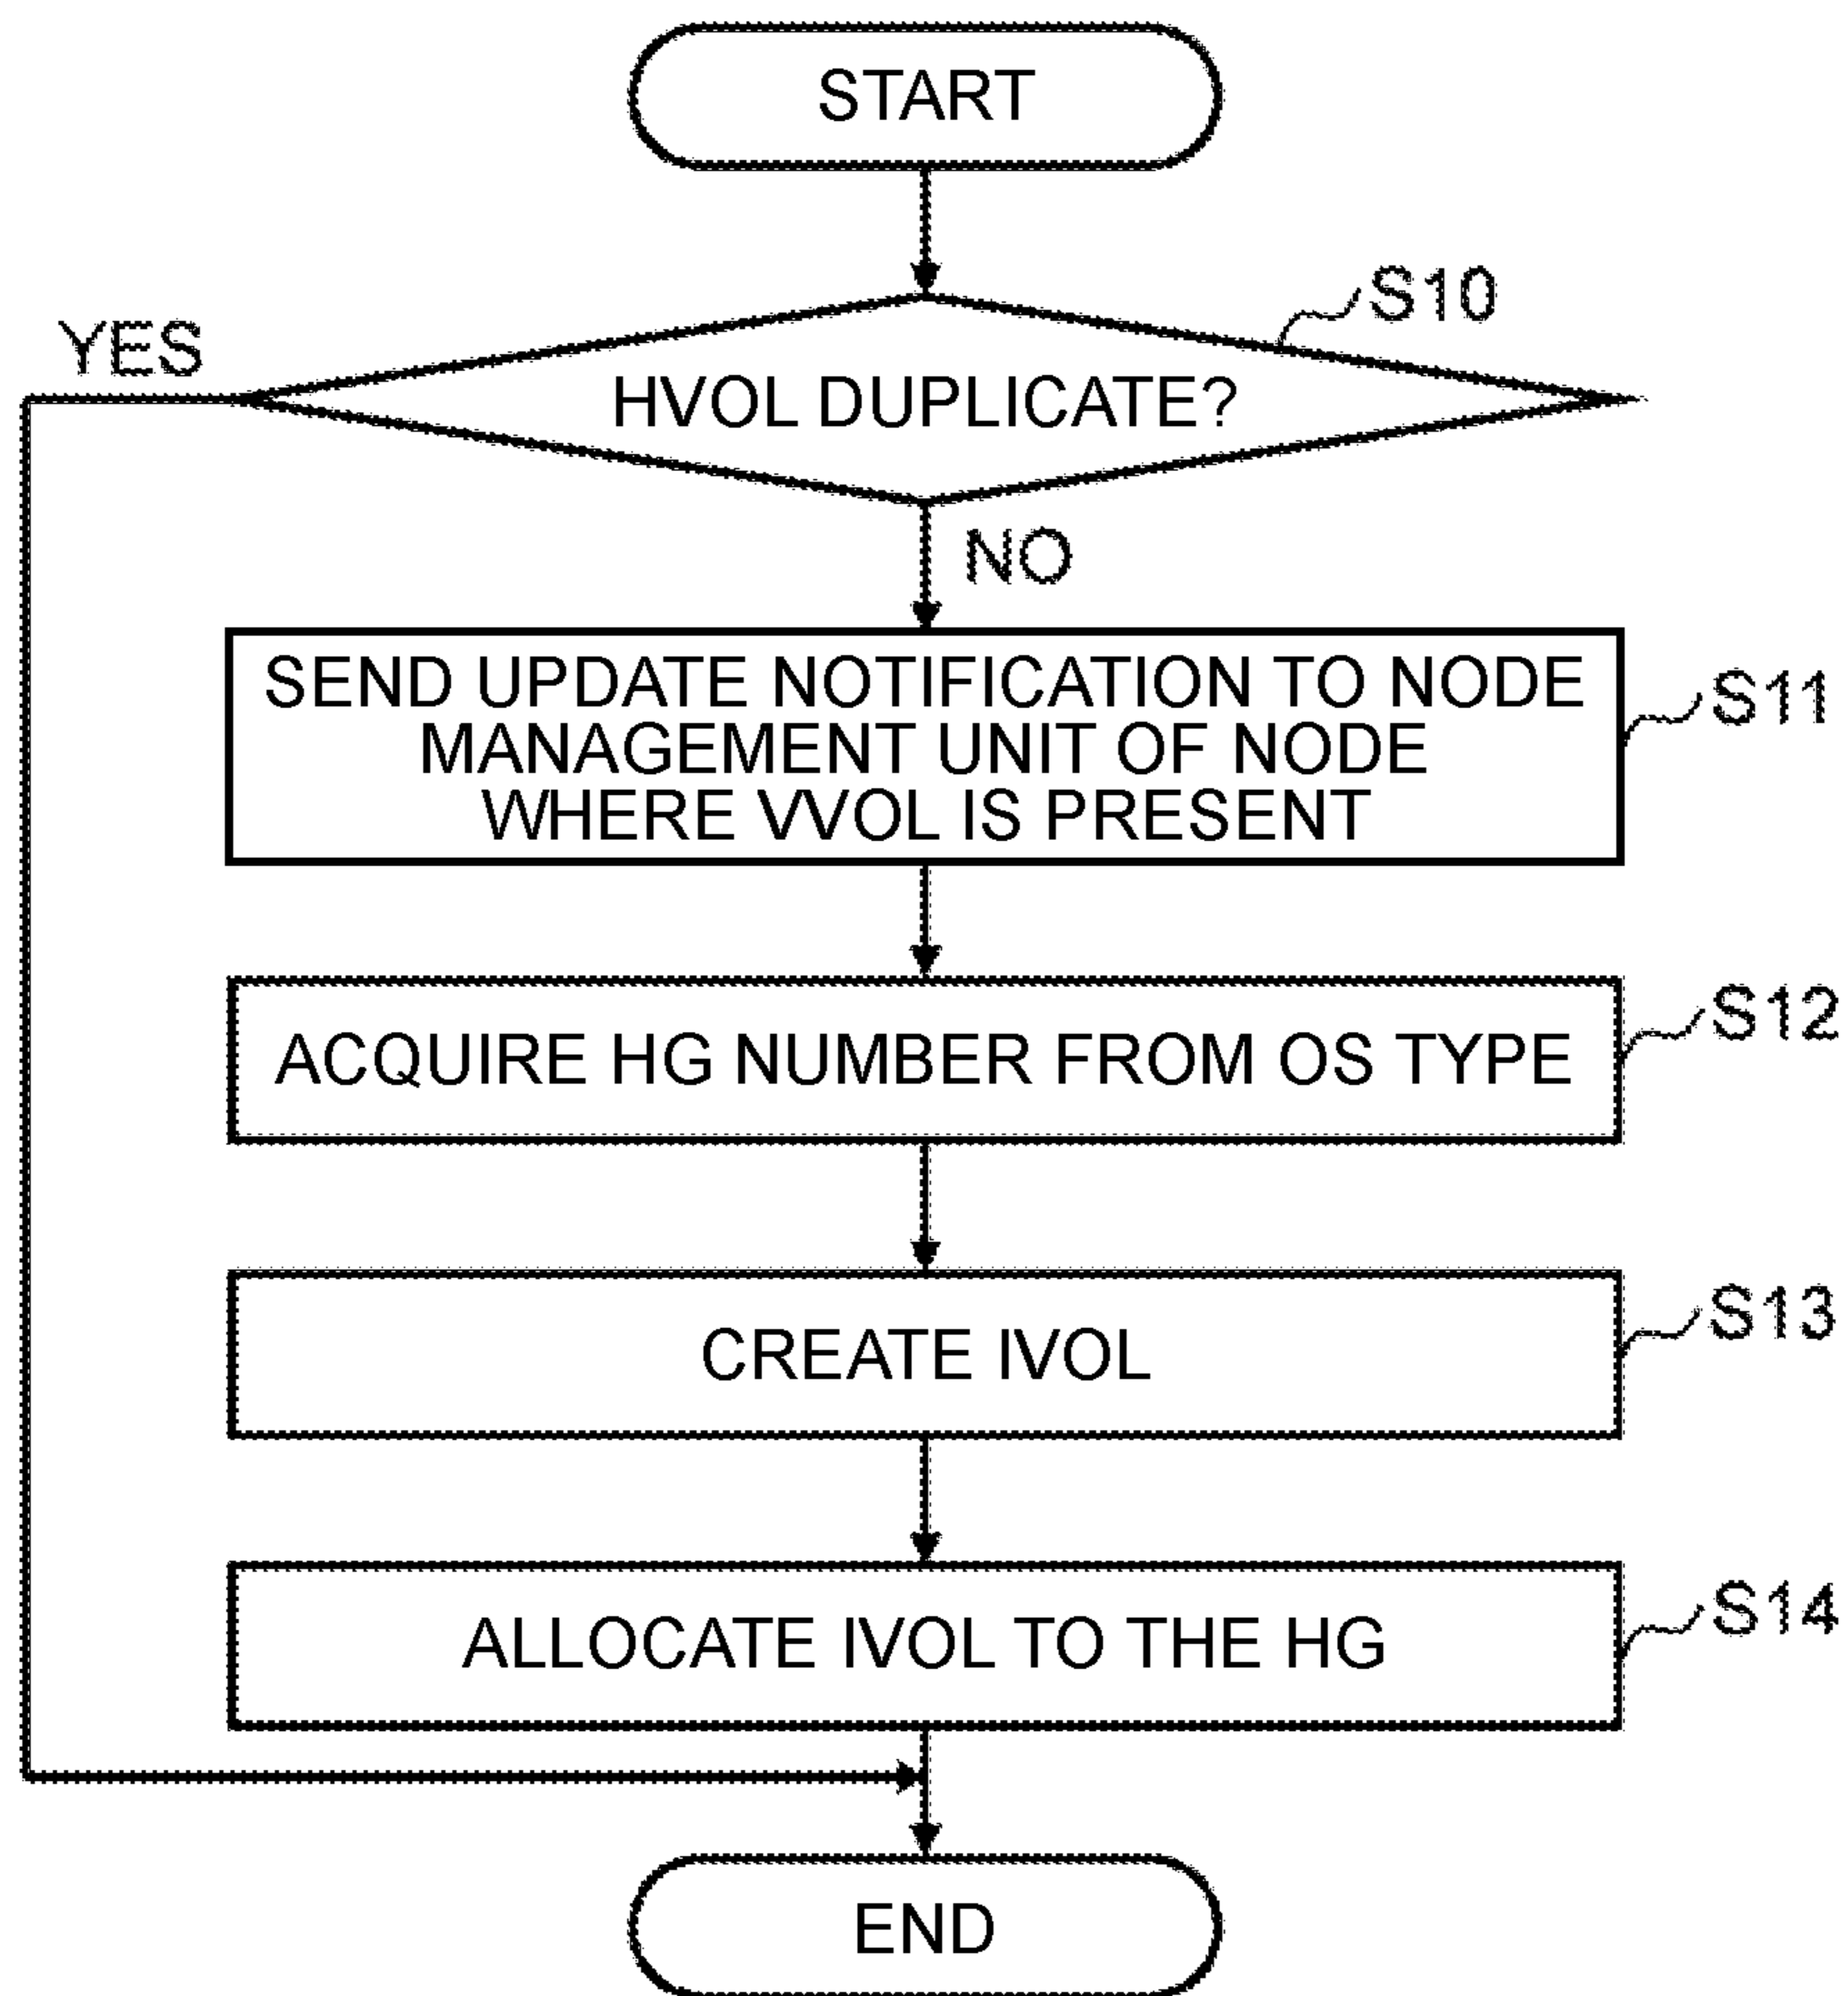 START
S10
YES
HVOL DUPLICATE?
NO
SEND UPDATE NOTIFICATION TO NODE
MANAGEMENT UNIT OF NODE
WHERE VVOL IS PRESENT
S11
ACQUIRE HG NUMBER FROM OS TYPE
S12
CREATE IVOL
S13
ALLOCATE IVOL TO THE HG
S14
END